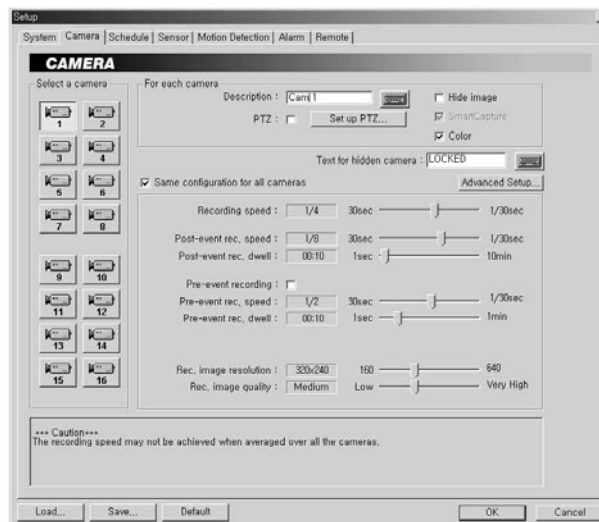 Setup
System Camera Schedule Sensor Motion Detection Alarm Remote
CAMERA
Select a camera
1 2
3 4
5 6
7 8
9 10
11 12
13 14
15 16
For each camera
Description : Cam 1
Hide image
PTZ : Set up PTZ...
SmartCapture
Color
Text for hidden camera : LOCKED
Same configuration for all cameras
Advanced Setup...
Recording speed : 1/4 30sec 1/30sec
Post-event rec, speed : 1/8 30sec 1/30sec
Post-event rec, dwell : 00:10 1sec 10min
Pre-event recording :
Pre-event rec, speed : 1/2 30sec 1/30sec
Pre-event rec, dwell : 00:10 1sec 1min
Rec, image resolution : 320x240 160 640
Rec, image quality : Medium Low Very High
*** Caution***
The recording speed may not be achieved when averaged over all the cameras,
Load... Save... Default OK Cancel